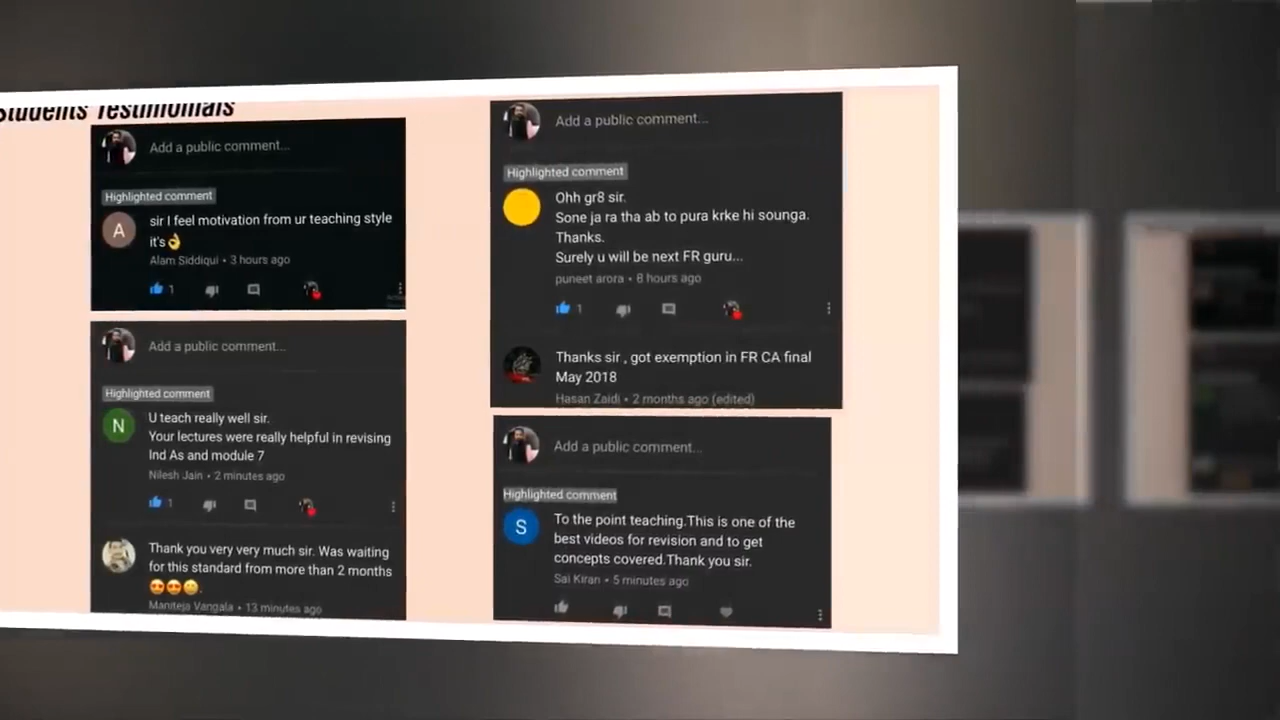 Students Testimonials
Add a public comment...
Highlighted comment
sir I feel motivation from ur teaching style
it's👌
Alam Siddiqui • 3 hours ago
1
Add a public comment...
Highlighted comment
U teach really well sir.
Your lectures were really helpful in revising
Ind As and module 7
Nilesh Jain • 2 minutes ago
1
Thank you very very much sir. Was waiting
for this standard from more than 2 months
😍😍😄.
Maniteja Vangala • 13 minutes ago
Add a public comment...
Highlighted comment
Ohh gr8 sir.
Sone ja ra tha ab to pura krke hi sounga.
Thanks.
Surely u will be next FR guru...
puneet arora • 8 hours ago
1
Thanks sir , got exemption in FR CA final
May 2018
Hasan Zaidi • 2 months ago (edited)
Add a public comment...
Highlighted comment
To the point teaching.This is one of the
best videos for revision and to get
concepts covered.Thank you sir.
Sai Kiran • 5 minutes ago